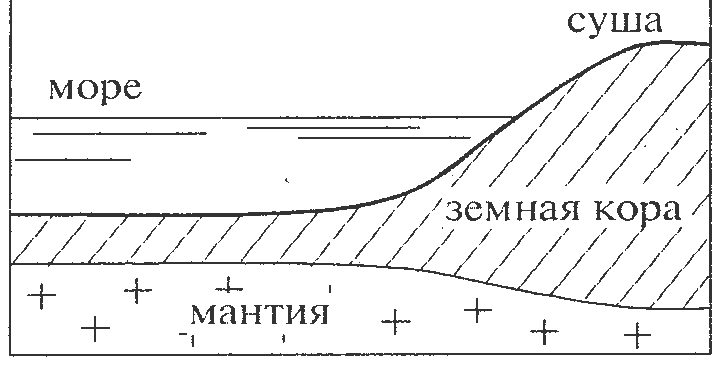 суша
море
земная кора
мантия